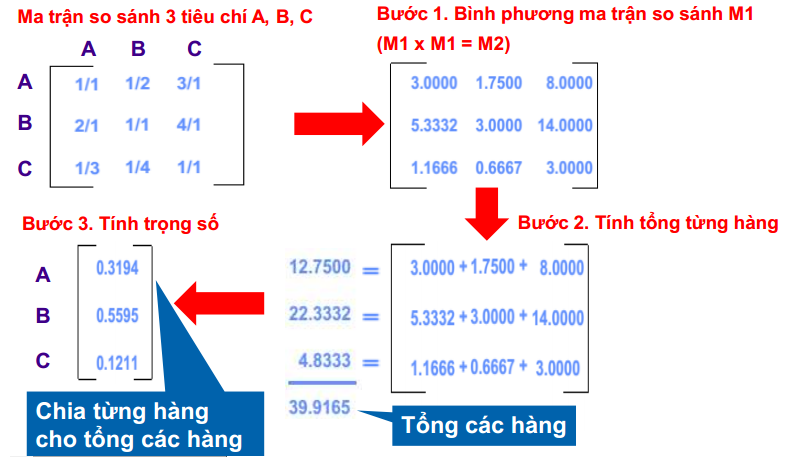 Ma trận so sánh 3 tiêu chí A, B, C
A B C
A 1/1 1/2 3/1
B 2/1 1/1 4/1
C 1/3 1/4 1/1
Bước 1. Bình phương ma trận so sánh M1
(M1 x M1 = M2)
3.0000 1.7500 8.0000
5.3332 3.0000 14.0000
1.1666 0.6667 3.0000
Bước 2. Tính tổng từng hàng
12.7500 = 3.0000 + 1.7500 + 8.0000
22.3332 = 5.3332 + 3.0000 + 14.0000
4.8333 = 1.1666 + 0.6667 + 3.0000
39.9165
Tổng các hàng
Bước 3. Tính trọng số
A 0.3194
B 0.5595
C 0.1211
Chia từng hàng
cho tổng các hàng